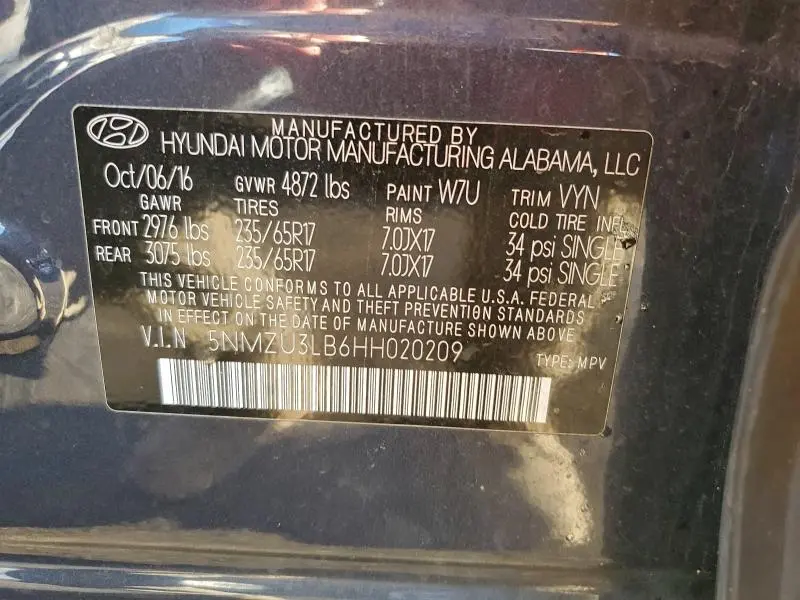 MANUFACTURED BY
HYUNDAI MOTOR MANUFACTURING ALABAMA, LLC
Oct/06/16 GVWR 4872 lbs PAINT W7U TRIM VYN
GAWR TIRES RIMS COLD TIRE INFL
FRONT 2976 lbs 235/65R17 7.0JX17 34 psi SINGLE
REAR 3075 lbs 235/65R17 7.0JX17 34 psi SINGLE
THIS VEHICLE CONFORMS TO ALL APPLICABLE U.S.A. FEDERAL
MOTOR VEHICLE SAFETY AND THEFT PREVENTION STANDARDS
IN EFFECT ON THE DATE OF MANUFACTURE SHOWN ABOVE
V.I.N 5NMZU3LB6HH020209 TYPE: MPV